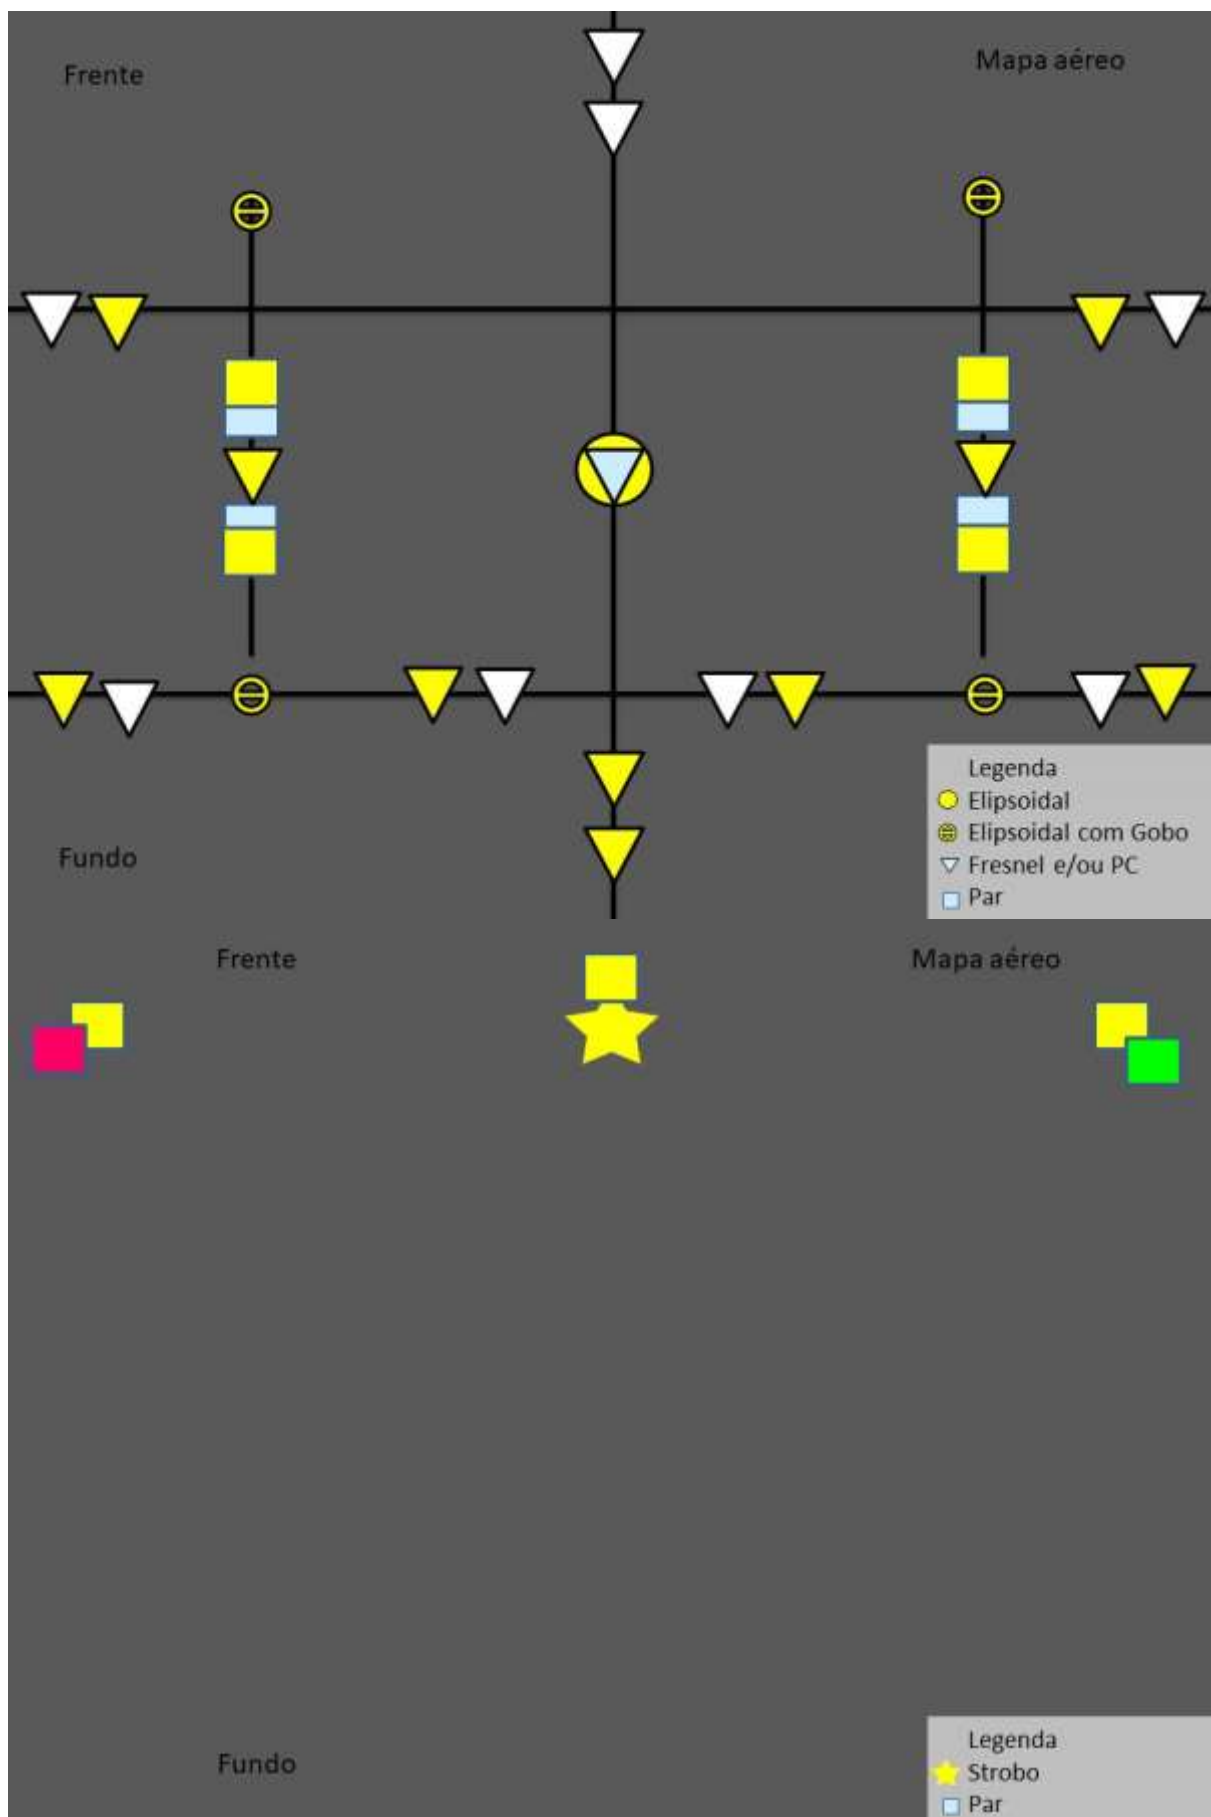 Frente
Mapa aéreo
Legenda
Elipsoidal
Elipsoidal com Gobo
Fresnel e/ou PC
Par
Fundo
Frente
Mapa aéreo
Legenda
Strobo
Par
Fundo